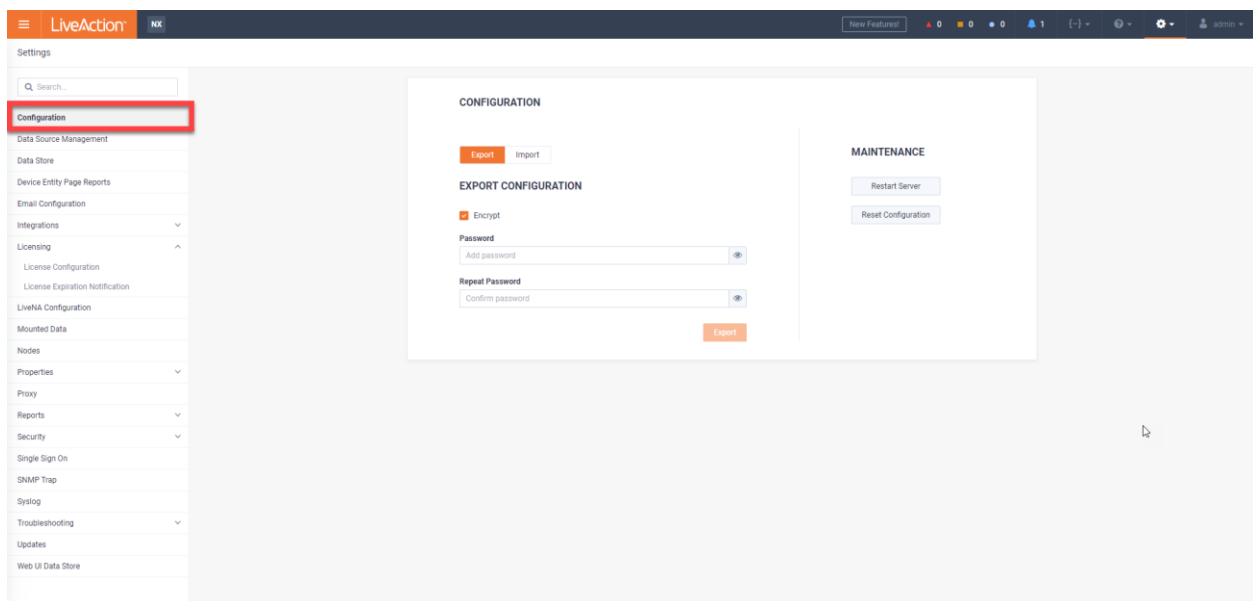 LiveAction NX New Features! 0 0 0 1 {-} admin
Settings
Search...
Configuration
Data Source Management
Data Store
Device Entity Page Reports
Email Configuration
Integrations
Licensing
License Configuration
License Expiration Notification
LiveNA Configuration
Mounted Data
Nodes
Properties
Proxy
Reports
Security
Single Sign On
SNMP Trap
Syslog
Troubleshooting
Updates
Web UI Data Store
CONFIGURATION
Export Import
EXPORT CONFIGURATION
Encrypt
Password
Add password
Repeat Password
Confirm password
Export
MAINTENANCE
Restart Server
Reset Configuration